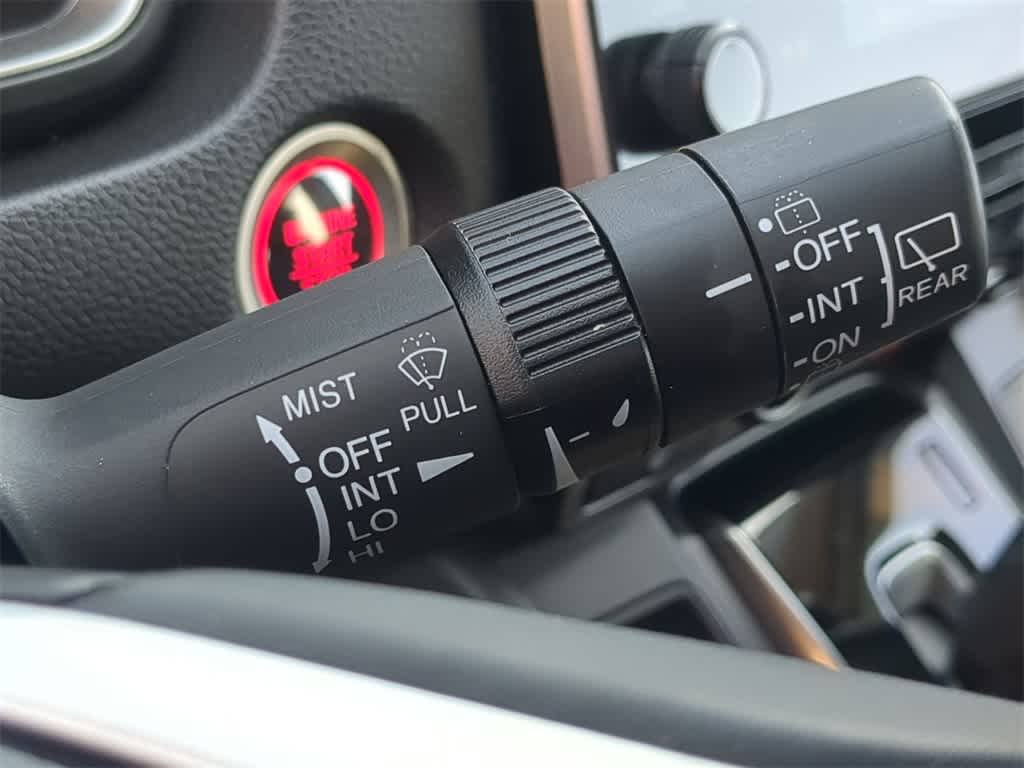 MIST
PULL
OFF
INT
LO
HI
OFF
INT
ON
REAR